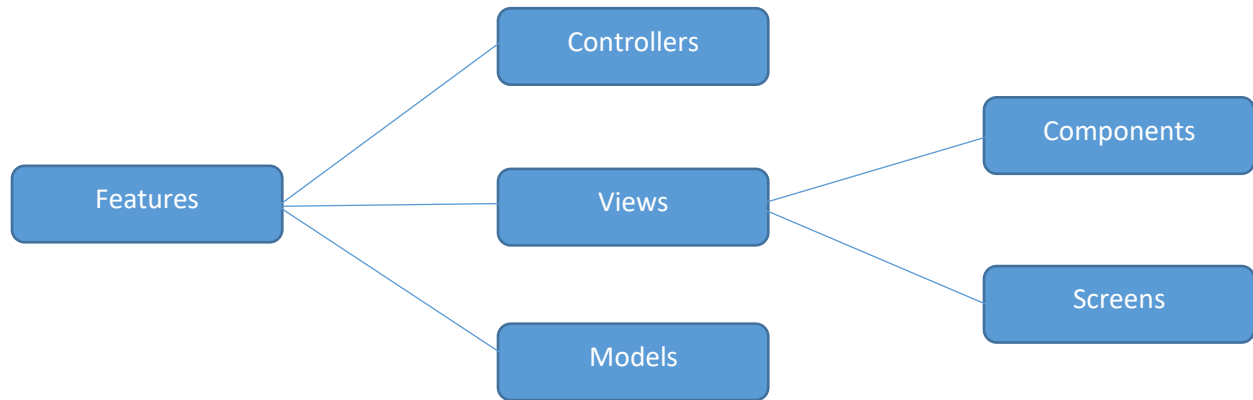 Controllers
Components
Features
Views
Screens
Models